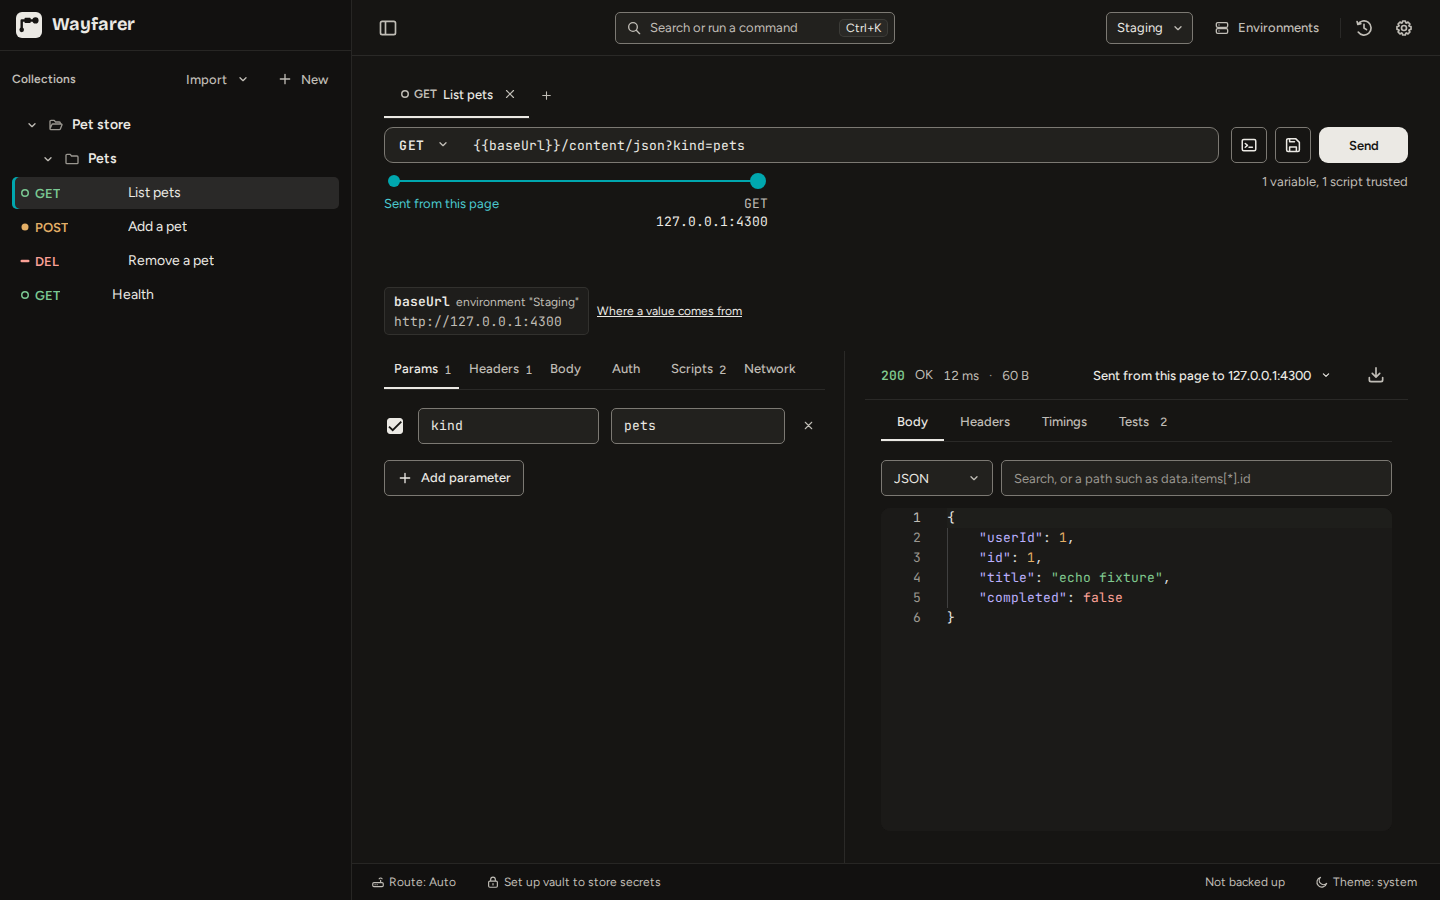 Wayfarer
Search or run a command
Ctrl+K
Staging
Environments
Collections
Import
New
Pet store
Pets
GET List pets
POST Add a pet
DEL Remove a pet
GET Health
GET List pets
GET {{baseUrl}}/content/json?kind=pets
Send
1 variable, 1 script trusted
Sent from this page
GET
127.0.0.1:4300
baseUrl environment "Staging"
http://127.0.0.1:4300
Where a value comes from
Params 1 Headers 1 Body Auth Scripts 2 Network
kind pets
Add parameter
200 OK 12 ms · 60 B
Sent from this page to 127.0.0.1:4300
Body Headers Timings Tests 2
JSON
Search, or a path such as data.items[*].id
1 {
2 "userId": 1,
3 "id": 1,
4 "title": "echo fixture",
5 "completed": false
6 }
Route: Auto
Set up vault to store secrets
Not backed up
Theme: system